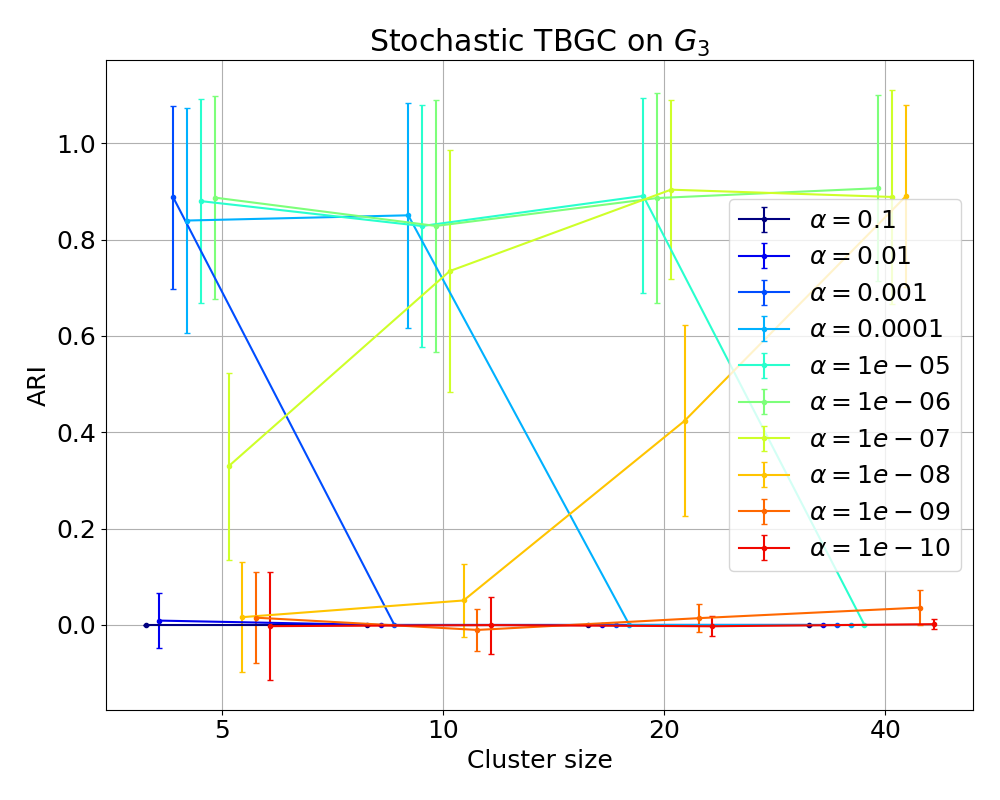 Stochastic TBGC on $G_3$
ARI
1.0
0.8
0.6
0.4
0.2
0.0
α = 0.1
α = 0.01
α = 0.001
α = 0.0001
α = 1e − 05
α = 1e − 06
α = 1e − 07
α = 1e − 08
α = 1e − 09
α = 1e − 10
5 10 20 40
Cluster size